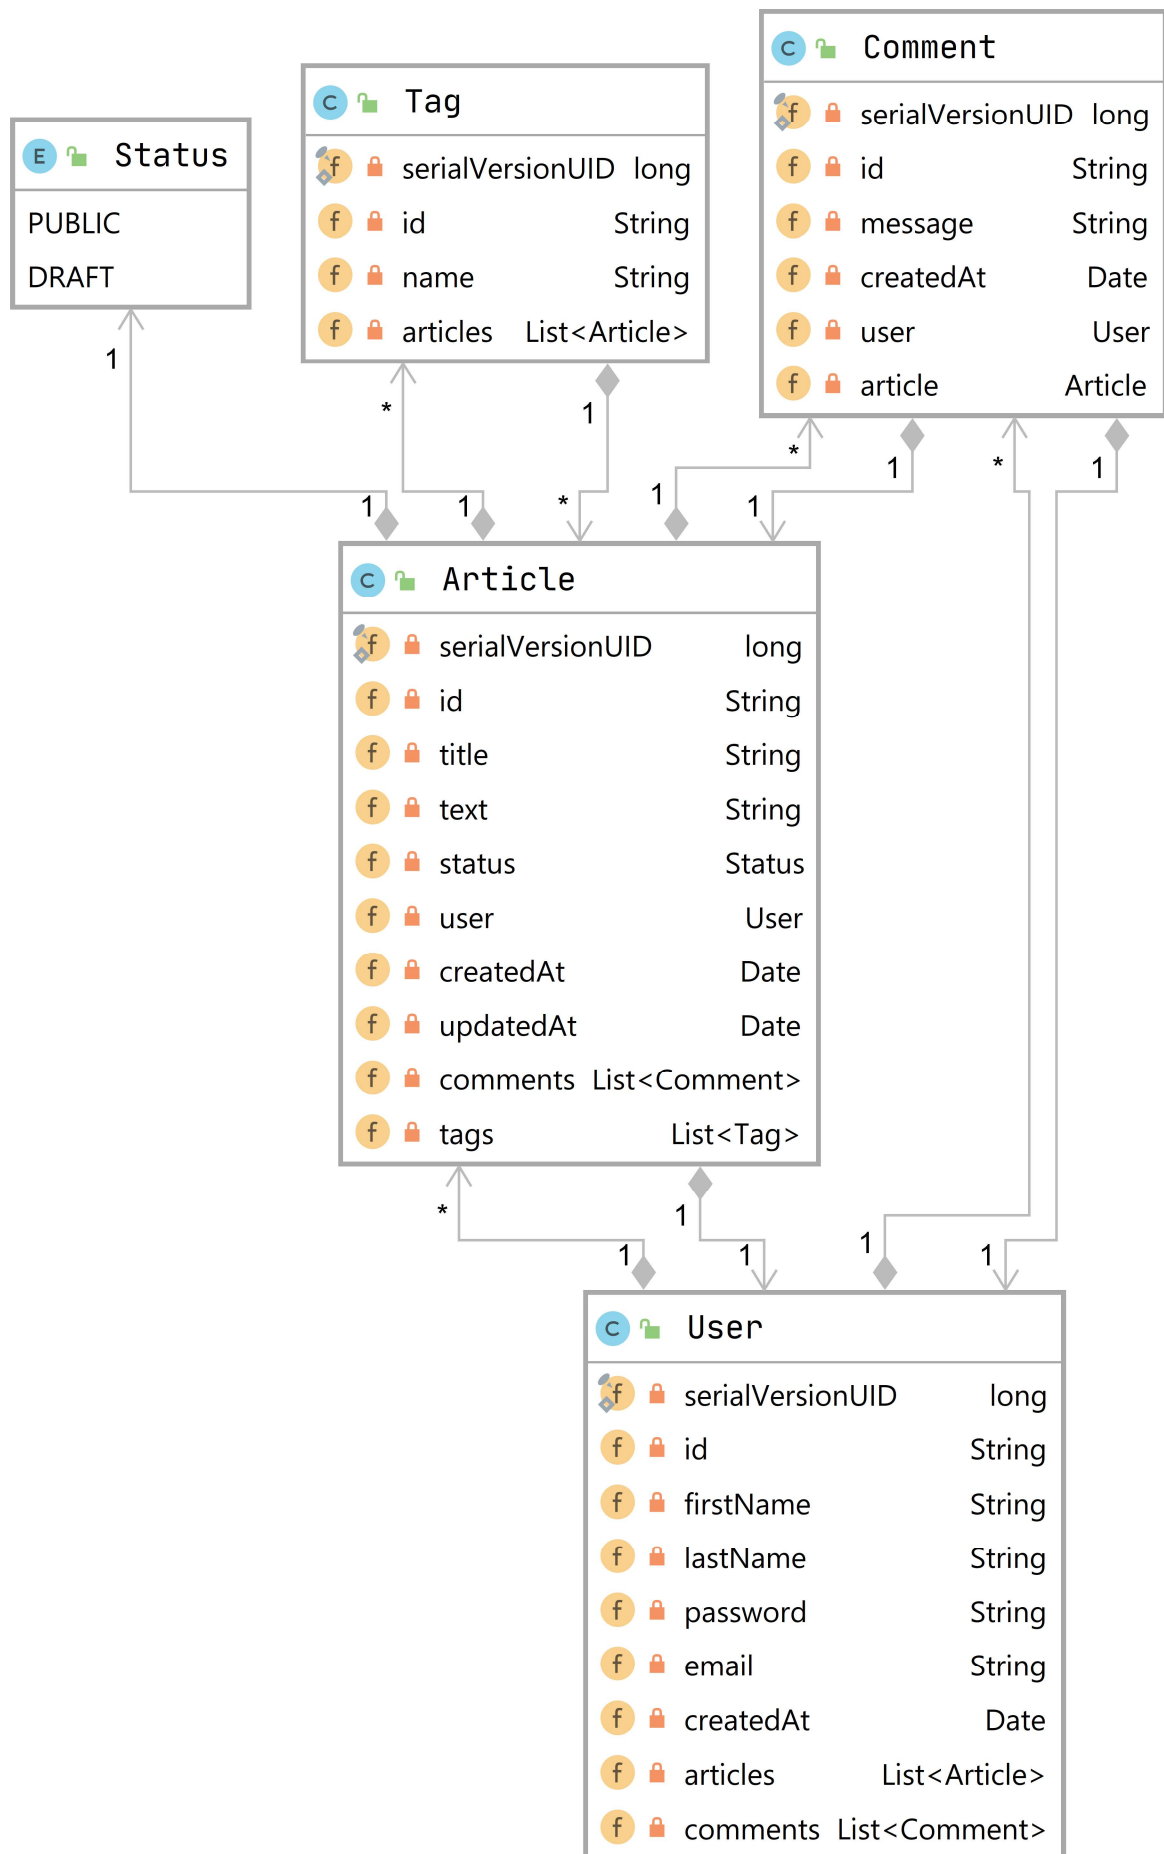 E Status
PUBLIC
DRAFT
C Tag
f serialVersionUID long
f id String
f name String
f articles List<Article>
C Comment
f serialVersionUID long
f id String
f message String
f createdAt Date
f user User
f article Article
1
*
1
*
1
*
1
1
1
*
1
1
1
C Article
f serialVersionUID long
f id String
f title String
f text String
f status Status
f user User
f createdAt Date
f updatedAt Date
f comments List<Comment>
f tags List<Tag>
*
1
1
1
1
1
C User
f serialVersionUID long
f id String
f firstName String
f lastName String
f password String
f email String
f createdAt Date
f articles List<Article>
f comments List<Comment>